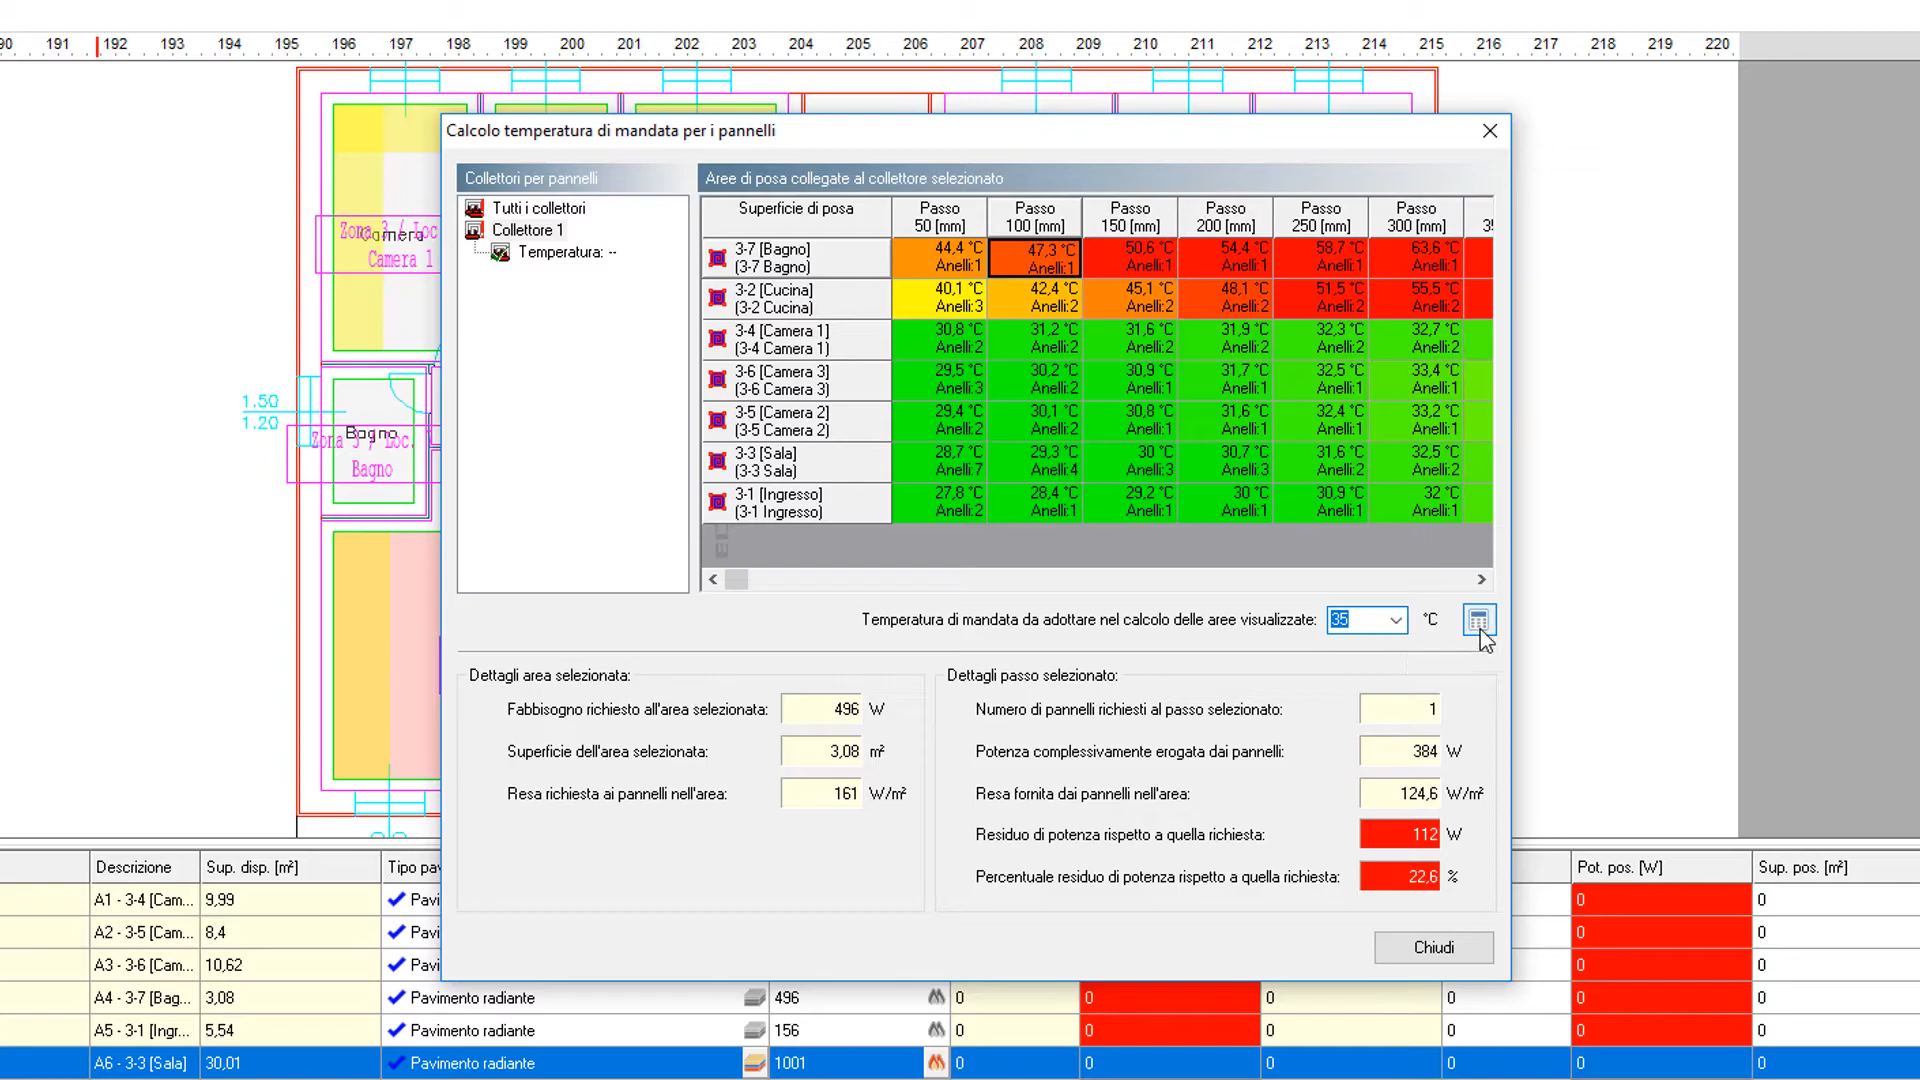 90 191 192 193 194 195 196 197 198 199 200 201 202 203 204 205 206 207 208 209 210 211 212 213 214 215 216 217 218 219 220
Calcolo temperatura di mandata per i pannelli
Collettori per pannelli
Tutti i collettori
Collettore 1
Temperatura: --
Aree di posa collegate al collettore selezionato
Superficie di posa Passo 50 [mm] Passo 100 [mm] Passo 150 [mm] Passo 200 [mm] Passo 250 [mm] Passo 300 [mm]
3-7 [Bagno] 44,4 °C 47,3 °C 50,6 °C 54,4 °C 58,7 °C 63,6 °C
(3-7 Bagno) Anelli:1 Anelli:1 Anelli:1 Anelli:1 Anelli:1 Anelli:1
3-2 [Cucina] 40,1 °C 42,4 °C 45,1 °C 48,1 °C 51,5 °C 55,5 °C
(3-2 Cucina) Anelli:3 Anelli:2 Anelli:2 Anelli:2 Anelli:2 Anelli:2
3-4 [Camera 1] 30,8 °C 31,2 °C 31,6 °C 31,9 °C 32,3 °C 32,7 °C
(3-4 Camera 1) Anelli:2 Anelli:2 Anelli:2 Anelli:2 Anelli:2 Anelli:2
3-6 [Camera 3] 29,5 °C 30,2 °C 30,9 °C 31,7 °C 32,5 °C 33,4 °C
(3-6 Camera 3) Anelli:3 Anelli:2 Anelli:1 Anelli:1 Anelli:1 Anelli:1
3-5 [Camera 2] 29,4 °C 30,1 °C 30,8 °C 31,6 °C 32,4 °C 33,2 °C
(3-5 Camera 2) Anelli:2 Anelli:2 Anelli:1 Anelli:1 Anelli:1 Anelli:1
3-3 [Sala] 28,7 °C 29,3 °C 30 °C 30,7 °C 31,6 °C 32,5 °C
(3-3 Sala) Anelli:7 Anelli:4 Anelli:3 Anelli:3 Anelli:2 Anelli:2
3-1 [Ingresso] 27,8 °C 28,4 °C 29,2 °C 30 °C 30,9 °C 32 °C
(3-1 Ingresso) Anelli:2 Anelli:1 Anelli:1 Anelli:1 Anelli:1 Anelli:1
Temperatura di mandata da adottare nel calcolo delle aree visualizzate: 35 °C
Dettagli area selezionata:
Fabbisogno richiesto all'area selezionata: 496 W
Superficie dell'area selezionata: 3,08 m²
Resa richiesta ai pannelli nell'area: 161 W/m²
Dettagli passo selezionato:
Numero di pannelli richiesti al passo selezionato: 1
Potenza complessivamente erogata dai pannelli: 384 W
Resa fornita dai pannelli nell'area: 124,6 W/m²
Residuo di potenza rispetto a quella richiesta: 112 W
Percentuale residuo di potenza rispetto a quella richiesta: 22,6 %
Chiudi
Zona 3 / Loc
Camera
Camera 1
1.50
1.20
Bagno
Zona 3 / Loc.
Bagno
Descrizione Sup. disp. [m²] Tipo pav Pot. pos. [W] Sup. pos. [m²]
A1 - 3-4 [Cam... 9,99 Pavi 0 0
A2 - 3-5 [Cam... 8,4 Pavi 0 0
A3 - 3-6 [Cam... 10,62 Pavi 0 0
A4 - 3-7 [Bag... 3,08 Pavimento radiante 496 0 0 0 0 0 0
A5 - 3-1 [Ingr... 5,54 Pavimento radiante 156 0 0 0 0 0 0
A6 - 3-3 [Sala] 30,01 Pavimento radiante 1001 0 0 0 0 0 0